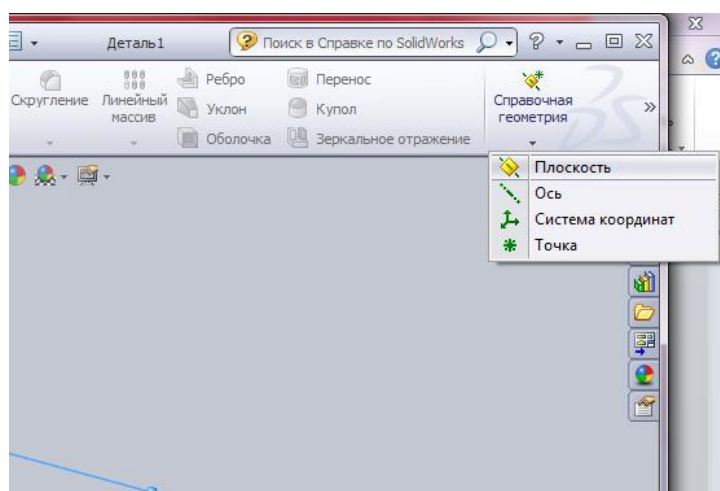 Деталь1
Поиск в Справке по SolidWorks
Скругление
Линейный
массив
Ребро
Уклон
Оболочка
Перенос
Купол
Зеркальное отражение
Справочная
геометрия
Плоскость
Ось
Система координат
Точка